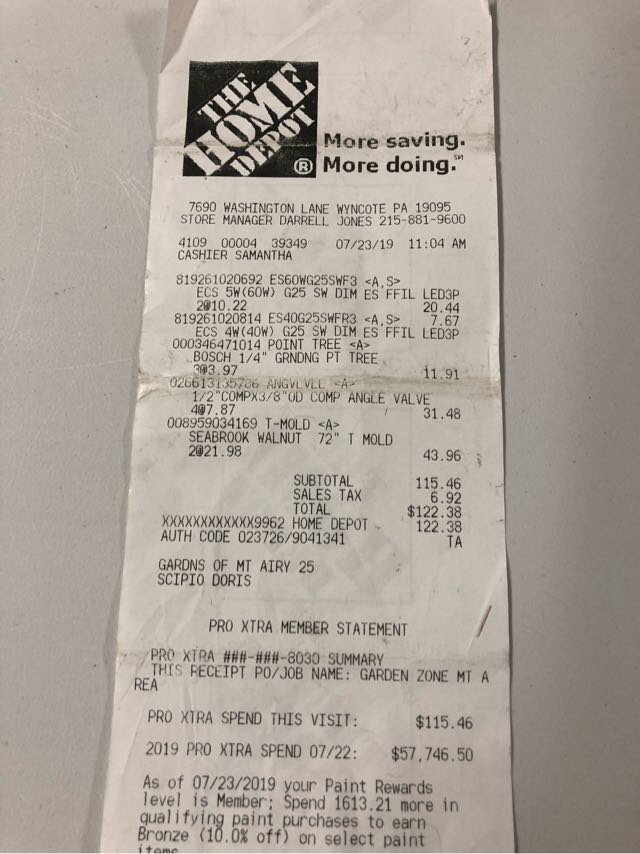 THE
HOME
DEPOT
®
More saving.
More doing.℠
7690 WASHINGTON LANE WYNCOTE PA 19095
STORE MANAGER DARRELL JONES 215-881-9600
4109 00004 39349 07/23/19 11:04 AM
CASHIER SAMANTHA
819261020692 ES60WG25SWF3 <A,S>
ECS 5W(60W) G25 SW DIM ES FFIL LED3P
2@10.22 20.44
819261020814 ES40G25SWFR3 <A,S> 7.67
ECS 4W(40W) G25 SW DIM ES FFIL LED3P
000346471014 POINT TREE <A>
BOSCH 1/4" GRNDNG PT TREE
3@3.97 11.91
026613135786 ANGVLVLL <A>
1/2"COMPX3/8"OD COMP ANGLE VALVE
4@7.87 31.48
008959034169 T-MOLD <A>
SEABROOK WALNUT 72" T MOLD
2@21.98 43.96
SUBTOTAL 115.46
SALES TAX 6.92
TOTAL $122.38
XXXXXXXXXXXX9962 HOME DEPOT 122.38
AUTH CODE 023726/9041341 TA
GARDNS OF MT AIRY 25
SCIPIO DORIS
PRO XTRA MEMBER STATEMENT
PRO XTRA ###-###-8030 SUMMARY
THIS RECEIPT PO/JOB NAME: GARDEN ZONE MT A
REA
PRO XTRA SPEND THIS VISIT: $115.46
2019 PRO XTRA SPEND 07/22: $57,746.50
As of 07/23/2019 your Paint Rewards
level is Member; Spend 1613.21 more in
qualifying paint purchases to earn
Bronze (10.0% off) on select paint
items